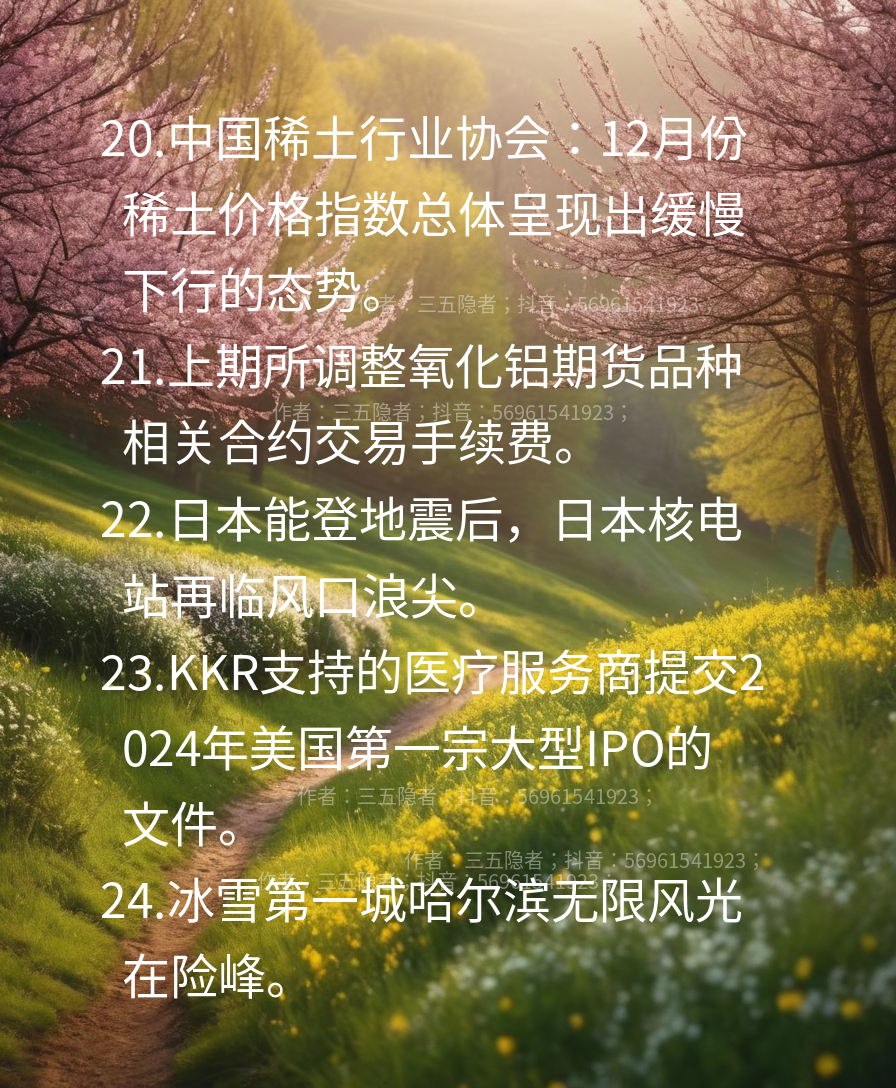 20.中国稀土行业协会：12月份
稀土价格指数总体呈现出缓慢
下行的态势。
作者：三五隐者；抖音：56961541923
21.上期所调整氧化铝期货品种
作者：三五隐者；抖音：56961541923；
相关合约交易手续费。
22.日本能登地震后，日本核电
站再临风口浪尖。
23.KKR支持的医疗服务商提交2
024年美国第一宗大型IPO的
作者：三五隐者；抖音：56961541923；
文件。
作者：三五隐者；抖音：56961541923；
作者：三五隐者；抖音：56961541923；
24.冰雪第一城哈尔滨无限风光
在险峰。